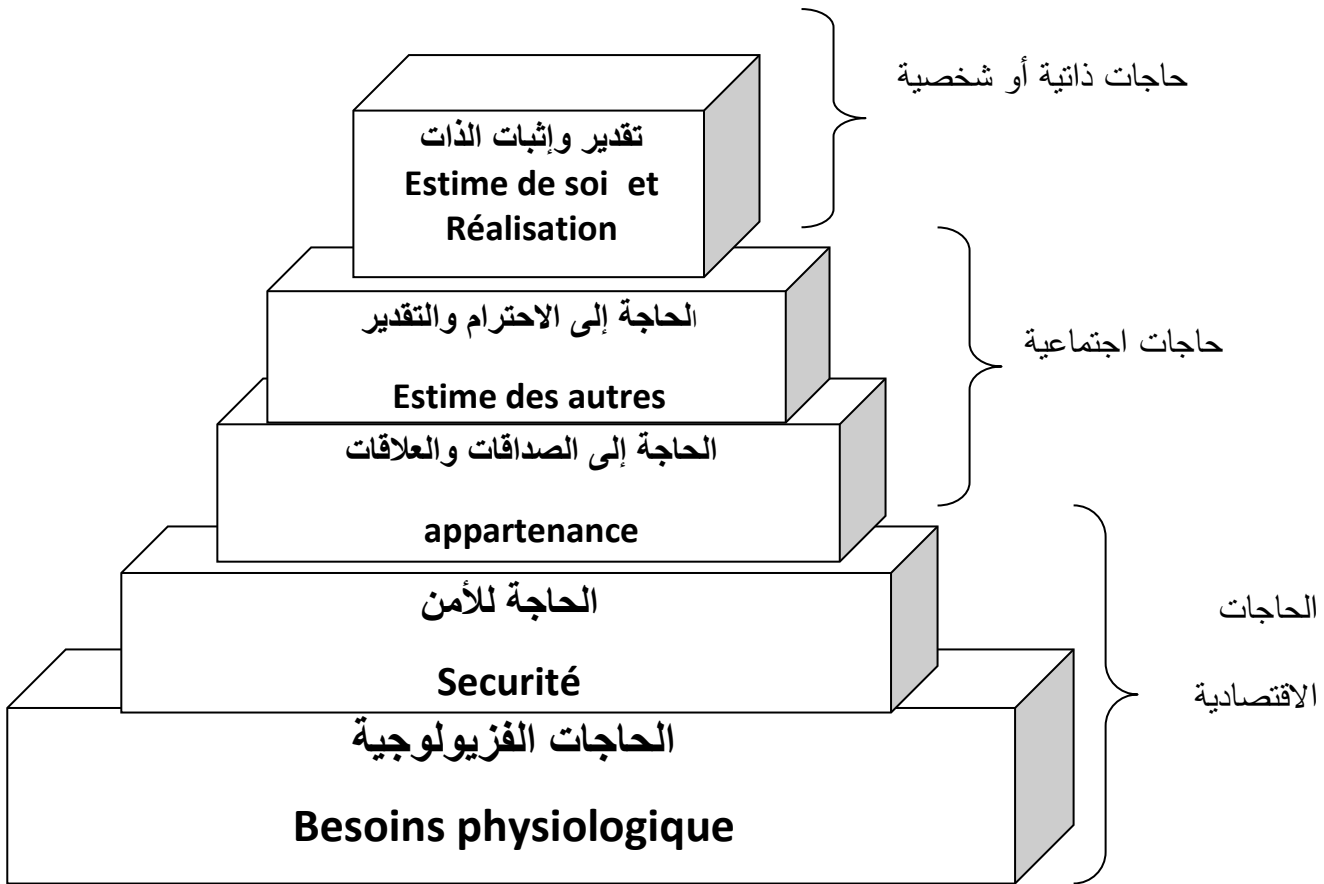 حاجات ذاتية أو شخصية
تقدير وإثبات الذات
Estime de soi et
Réalisation
الحاجة إلى الاحترام والتقدير
Estime des autres
حاجات اجتماعية
الحاجة إلى الصداقات والعلاقات
appartenance
الحاجة للأمن
Securité
الحاجات
الاقتصادية
الحاجات الفزيولوجية
Besoins physiologique